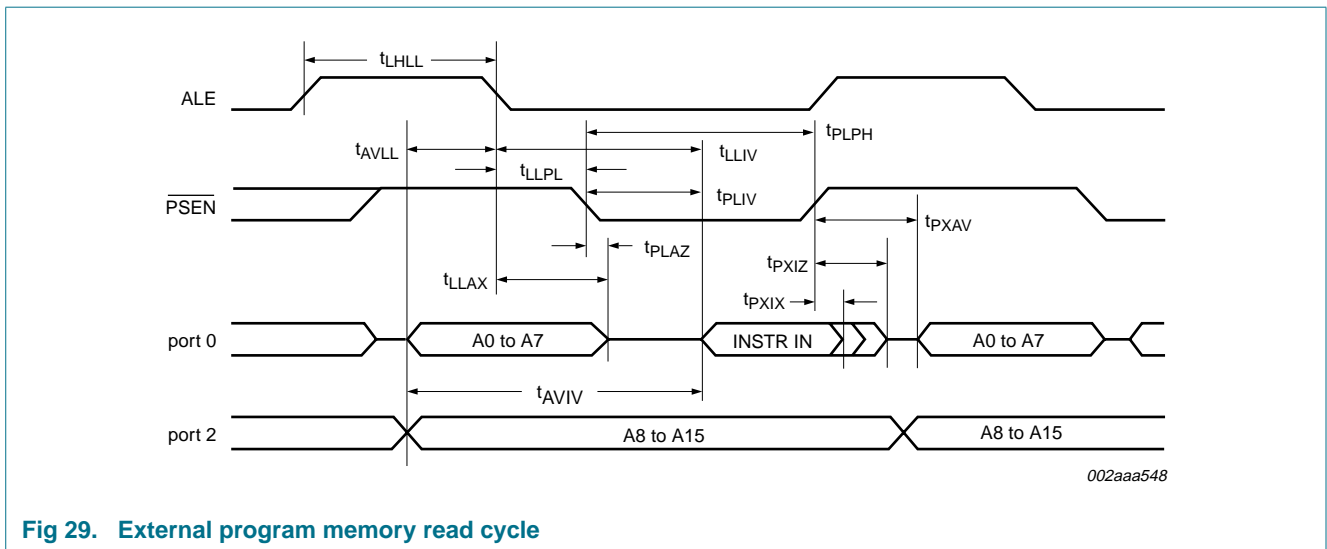 tLHLL
ALE
tPLPH
tAVLL
tLLIV
tLLPL
PSEN
tPLIV
tPXAV
tPLAZ
tLLAX
tPXIZ
tPXIX
port 0
A0 to A7
INSTR IN
A0 to A7
tAVIV
port 2
A8 to A15
A8 to A15
002aaa548
Fig 29. External program memory read cycle